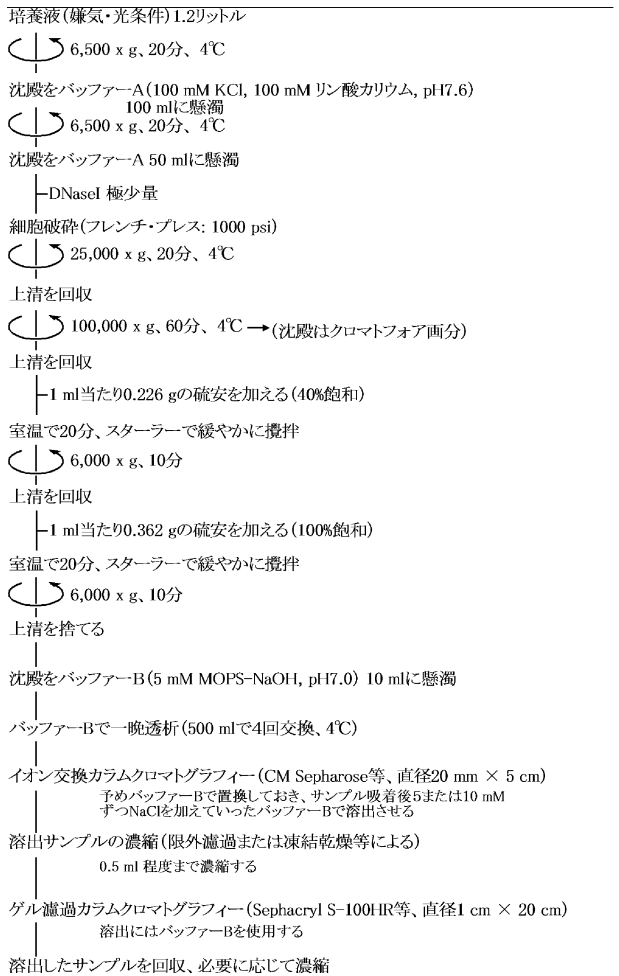 培養液(嫌気・光条件)1.2リットル
6,500 x g、20分、4℃
沈殿をバッファーA(100 mM KCl, 100 mM リン酸カリウム, pH7.6)
100 mlに懸濁
6,500 x g、20分、4℃
沈殿をバッファーA 50 mlに懸濁
DNaseI 極少量
細胞破砕(フレンチ・プレス: 1000 psi)
25,000 x g、20分、4℃
上清を回収
100,000 x g、60分、4℃ → (沈殿はクロマトフォア画分)
上清を回収
1 ml当たり0.226 gの硫安を加える(40%飽和)
室温で20分、スターラーで緩やかに攪拌
6,000 x g、10分
上清を回収
1 ml当たり0.362 gの硫安を加える(100%飽和)
室温で20分、スターラーで緩やかに攪拌
6,000 x g、10分
上清を捨てる
沈殿をバッファーB(5 mM MOPS-NaOH, pH7.0) 10 mlに懸濁
バッファーBで一晩透析(500 mlで4回交換、4℃)
イオン交換カラムクロマトグラフィー(CM Sepharose等、直径20 mm × 5 cm)
予めバッファーBで置換しておき、サンプル吸着後5または10 mM
ずつNaClを加えていったバッファーBで溶出させる
溶出サンプルの濃縮(限外濾過または凍結乾燥等による)
0.5 ml 程度まで濃縮する
ゲル濾過カラムクロマトグラフィー(Sephacryl S-100HR等、直径1 cm × 20 cm)
溶出にはバッファーBを使用する
溶出したサンプルを回収、必要に応じて濃縮